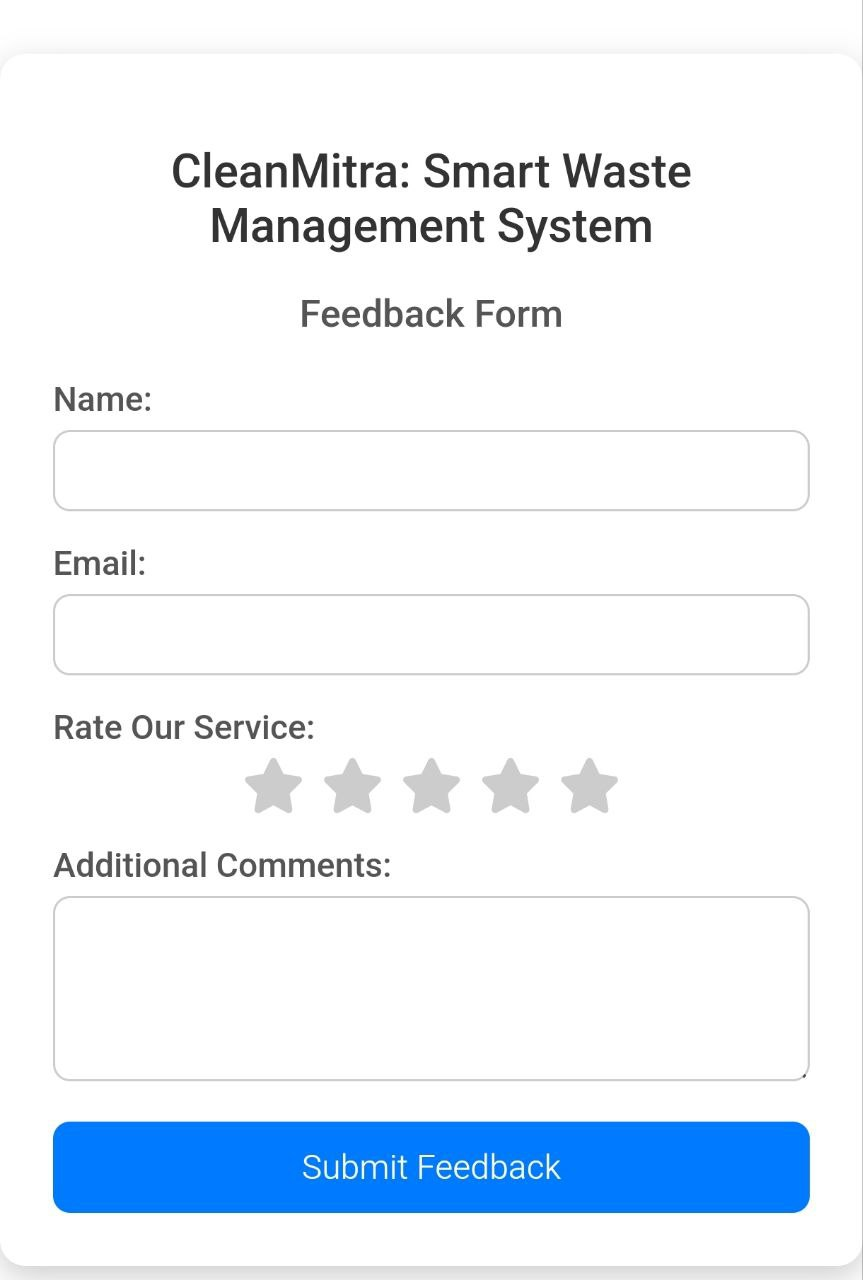 CleanMitra: Smart Waste
Management System
Feedback Form
Name:
Email:
Rate Our Service:
Additional Comments:
Submit Feedback